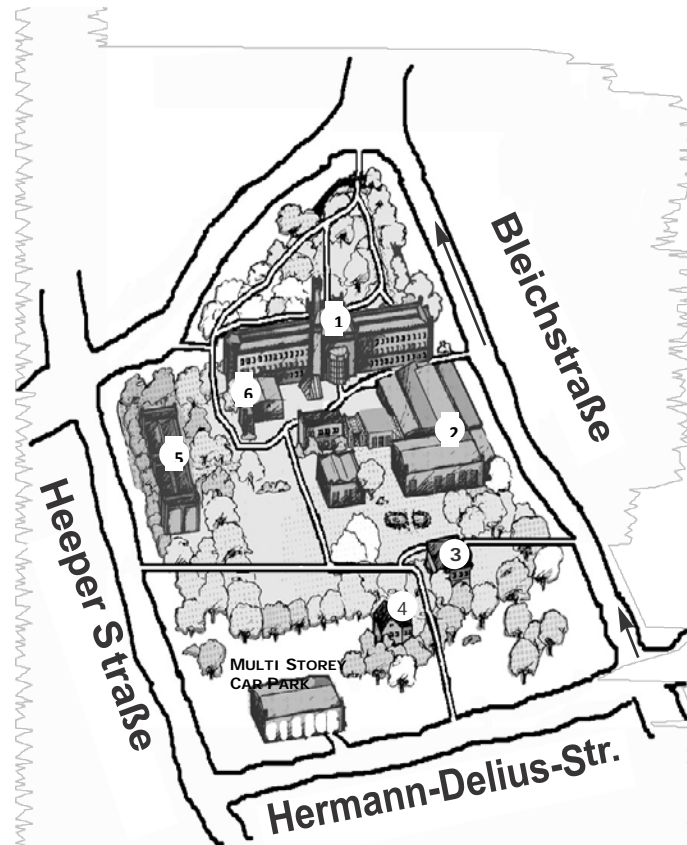 Bleichstraße
1
6
2
5
3
4
Heeper Straße
MULTI STOREY
CAR PARK
Hermann-Delius-Str.